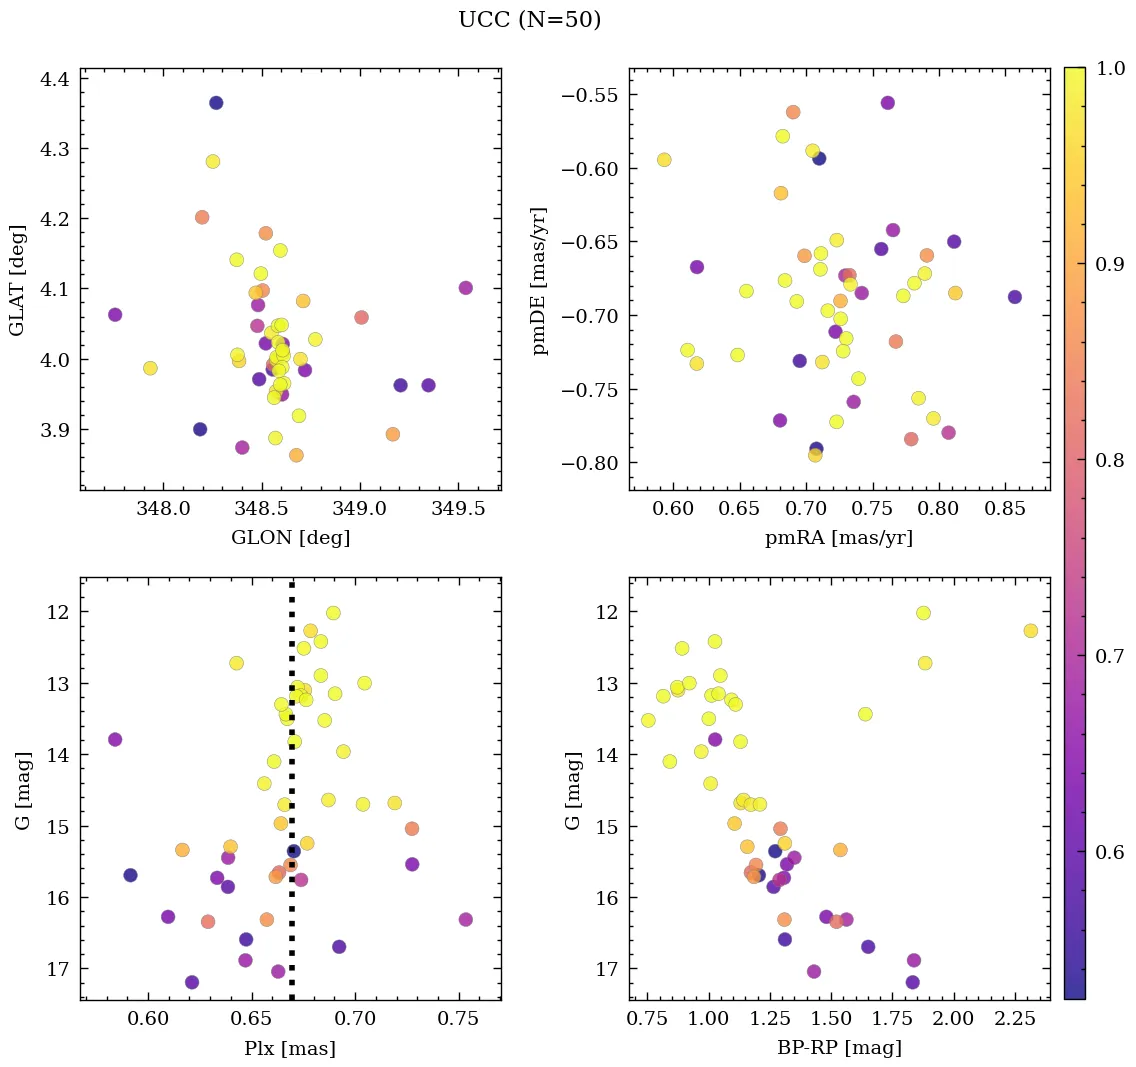 UCC (N=50)
4.4
4.3
4.2
4.1
4.0
3.9
GLAT [deg]
348.0 348.5 349.0 349.5
GLON [deg]
−0.55
−0.60
−0.65
−0.70
−0.75
−0.80
pmDE [mas/yr]
0.60 0.65 0.70 0.75 0.80 0.85
pmRA [mas/yr]
1.0
0.9
0.8
0.7
0.6
12
13
14
15
16
17
G [mag]
0.60 0.65 0.70 0.75
Plx [mas]
12
13
14
15
16
17
G [mag]
0.75 1.00 1.25 1.50 1.75 2.00 2.25
BP-RP [mag]